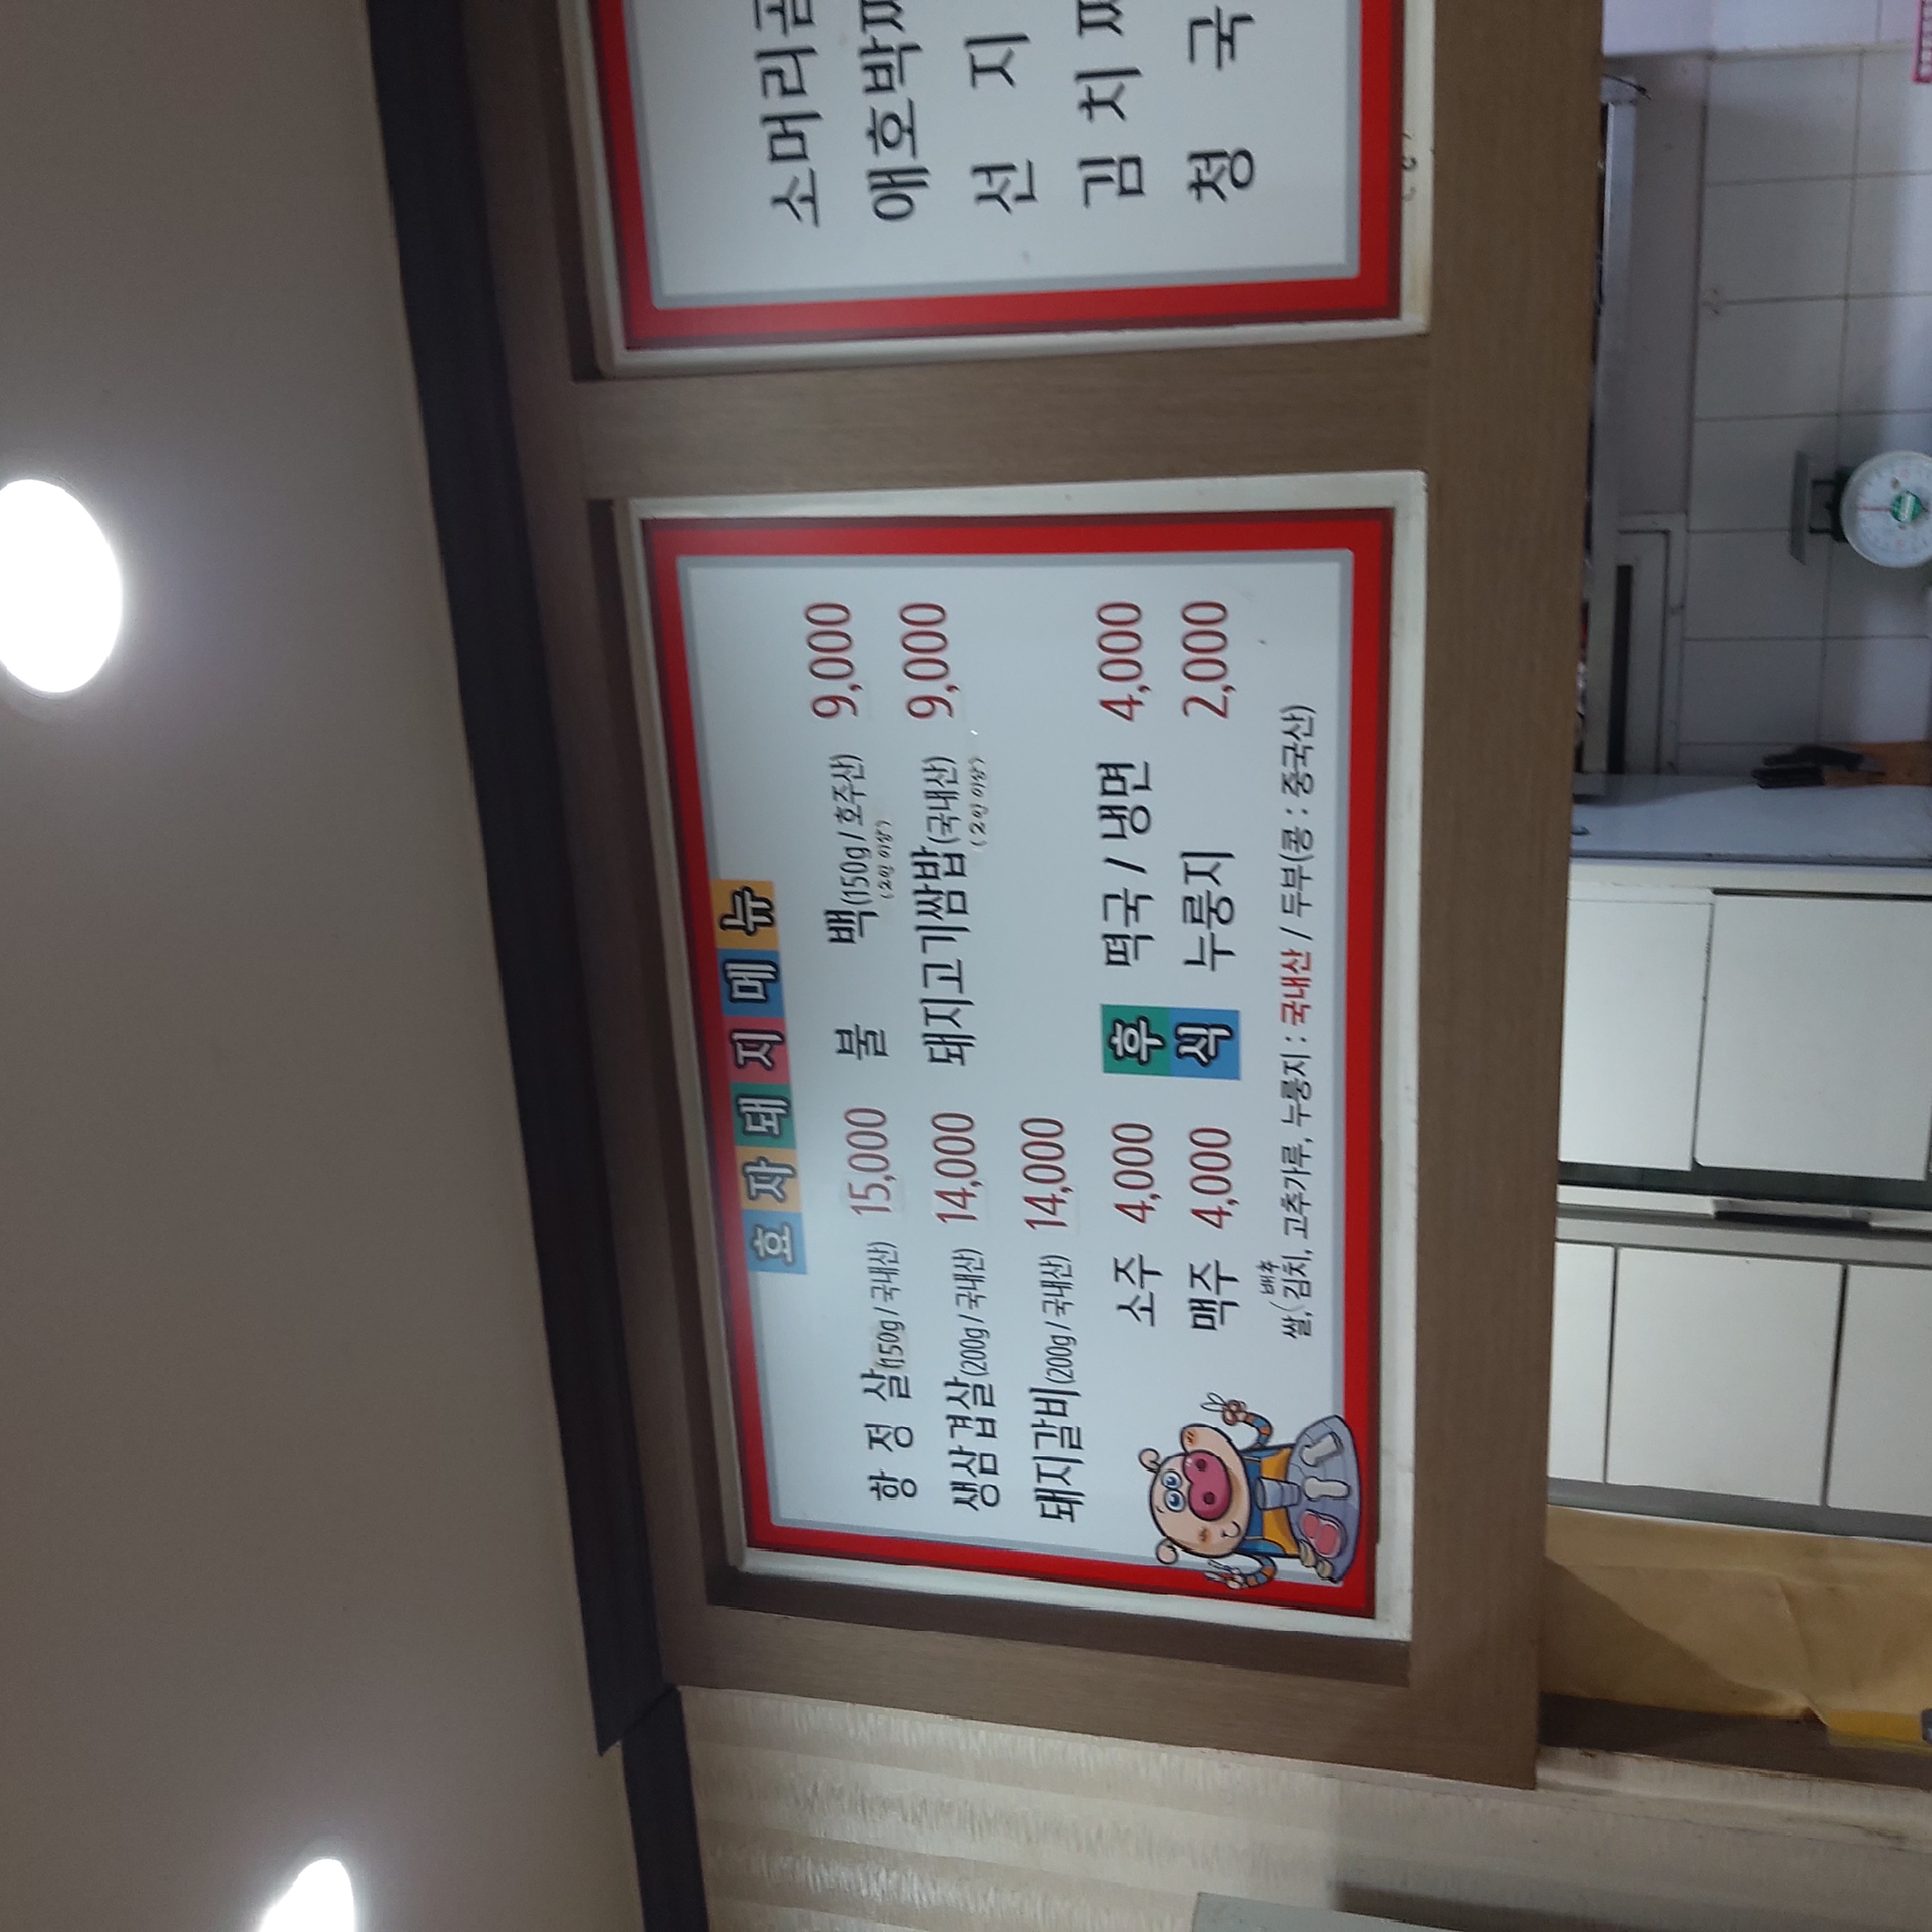 효자돼지메뉴
항정살(150g/국내산) 15,000
생삼겹살(200g/국내산) 14,000
돼지갈비(200g/국내산) 14,000
소주 4,000
맥주 4,000
불 백(150g/호주산) 9,000
(2인 이상)
돼지고기쌈밥(국내산) 9,000
(2인 이상)
후식
떡국 / 냉면 4,000
누룽지 2,000
배추
쌀, 김치, 고추가루, 누룽지 : 국내산 / 두부(콩 : 중국산)
소머리곰
애호박찌
선 지
김 치 찌
청 국